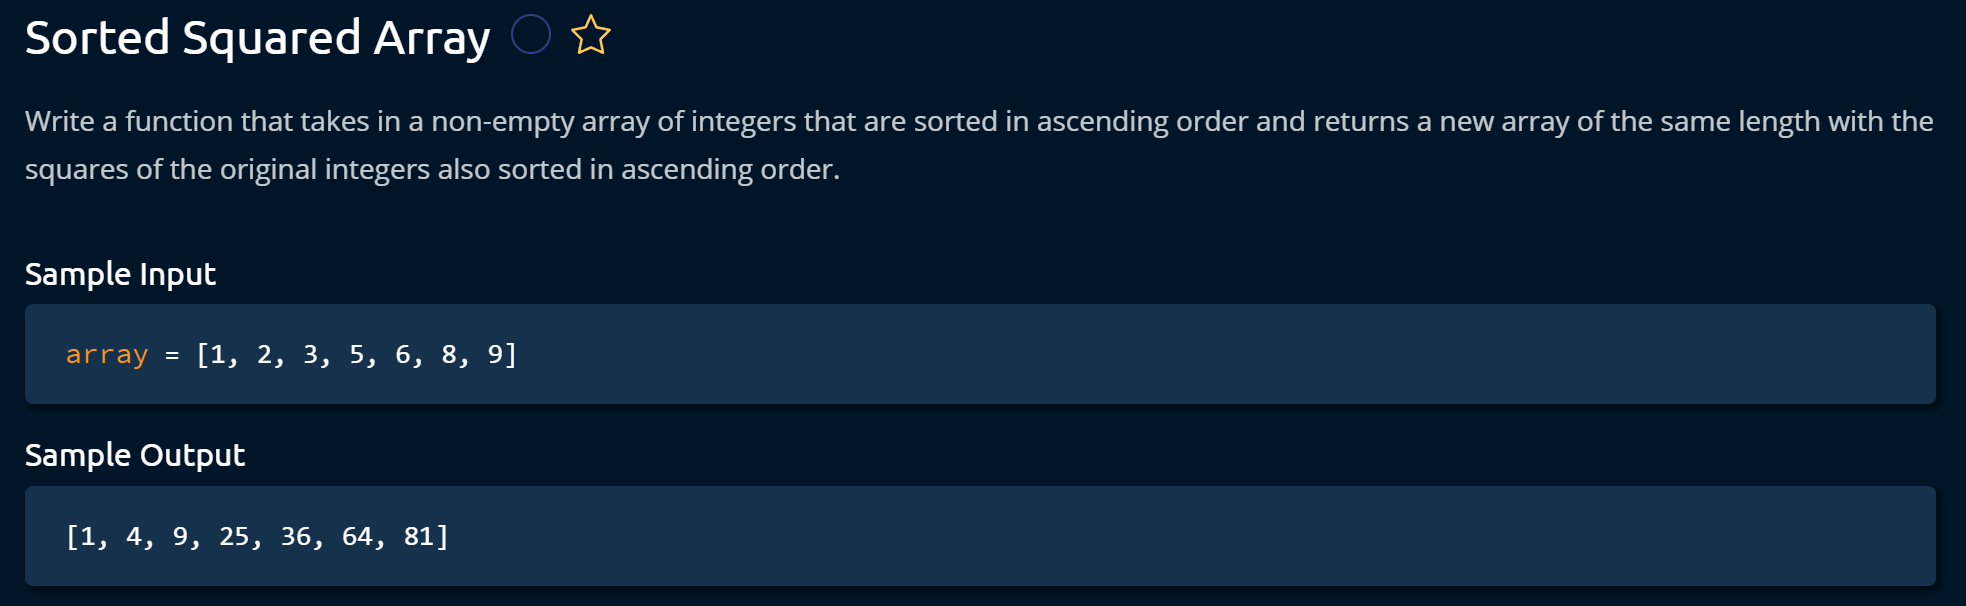 Sorted Squared Array
Write a function that takes in a non-empty array of integers that are sorted in ascending order and returns a new array of the same length with the
squares of the original integers also sorted in ascending order.
Sample Input
array = [1, 2, 3, 5, 6, 8, 9]
Sample Output
[1, 4, 9, 25, 36, 64, 81]